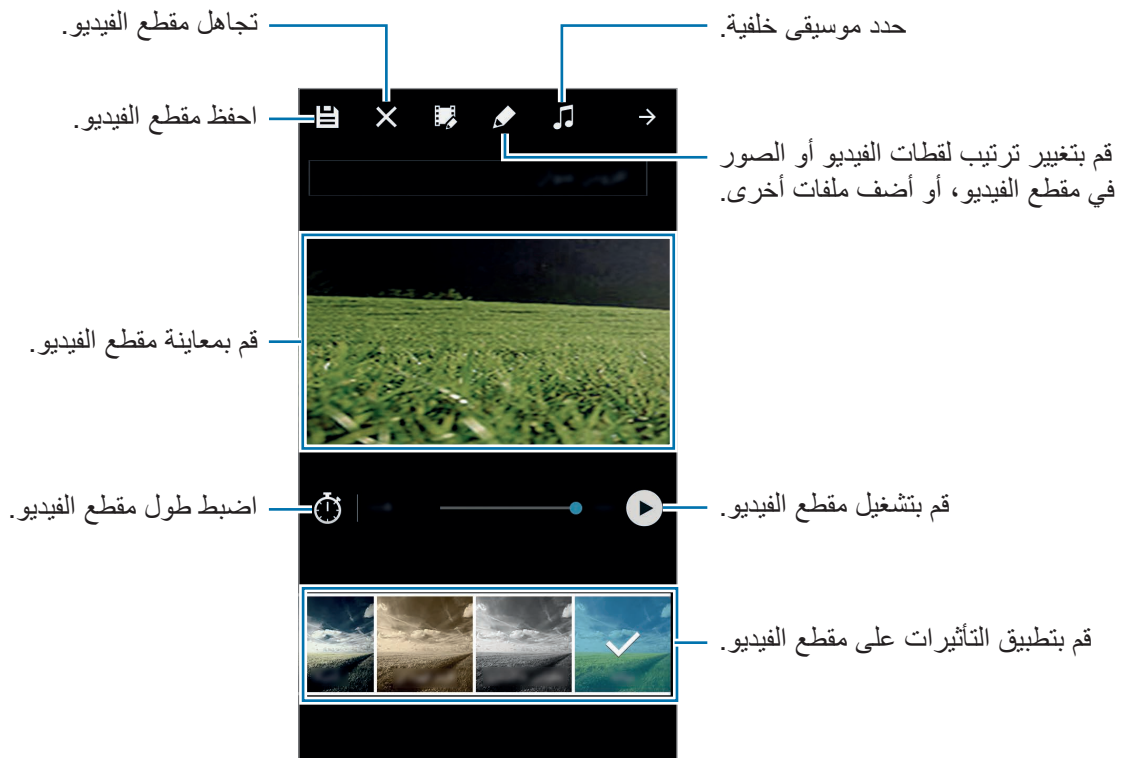 تجاهل مقطع الفيديو.
حدد موسيقى خلفية.
احفظ مقطع الفيديو.
قم بتغيير ترتيب لقطات الفيديو أو الصور
في مقطع الفيديو، أو أضف ملفات أخرى.
قم بمعاينة مقطع الفيديو.
اضبط طول مقطع الفيديو.
قم بتشغيل مقطع الفيديو.
قم بتطبيق التأثيرات على مقطع الفيديو.